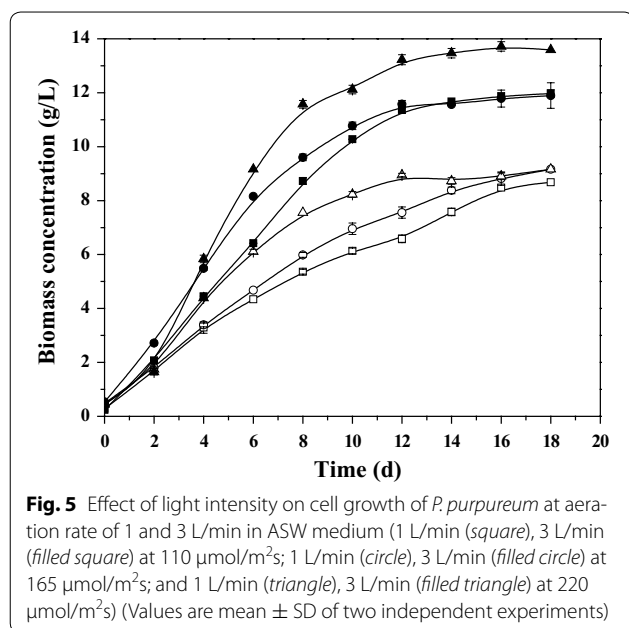 14
12
10
8
6
4
2
0
Biomass concentration (g/L)
0 2 4 6 8 10 12 14 16 18 20
Time (d)
Fig. 5 Effect of light intensity on cell growth of P. purpureum at aera-
tion rate of 1 and 3 L/min in ASW medium (1 L/min (square), 3 L/min
(filled square) at 110 μmol/m²s; 1 L/min (circle), 3 L/min (filled circle) at
165 μmol/m²s; and 1 L/min (triangle), 3 L/min (filled triangle) at 220
μmol/m²s) (Values are mean ± SD of two independent experiments)